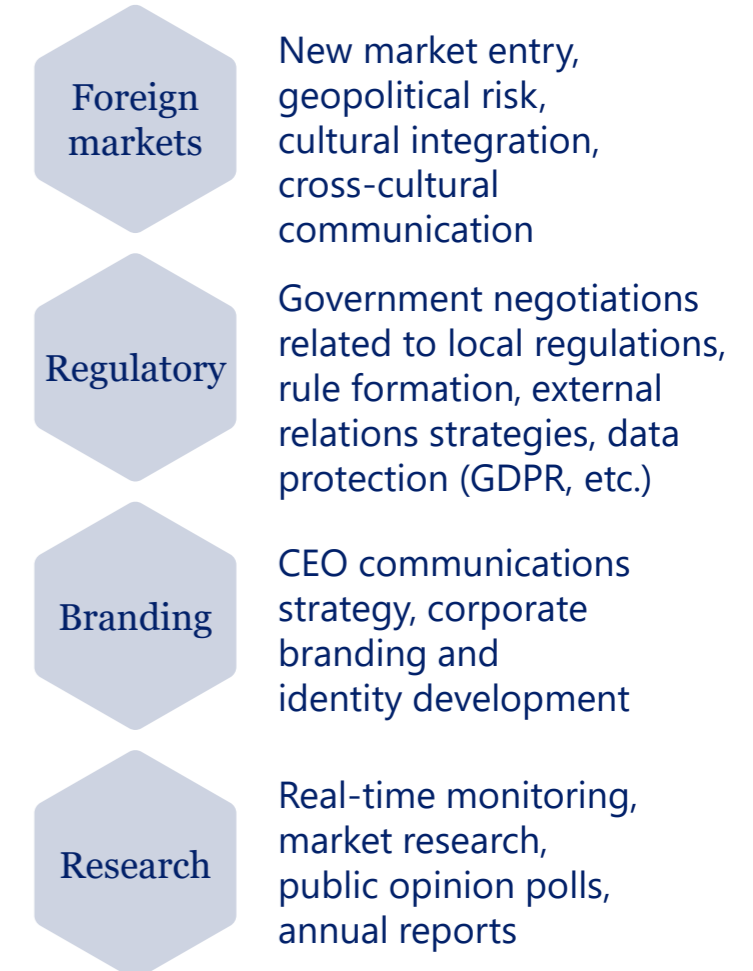 Foreign
markets
New market entry,
geopolitical risk,
cultural integration,
cross-cultural
communication
Regulatory
Government negotiations
related to local regulations,
rule formation, external
relations strategies, data
protection (GDPR, etc.)
Branding
CEO communications
strategy, corporate
branding and
identity development
Research
Real-time monitoring,
market research,
public opinion polls,
annual reports